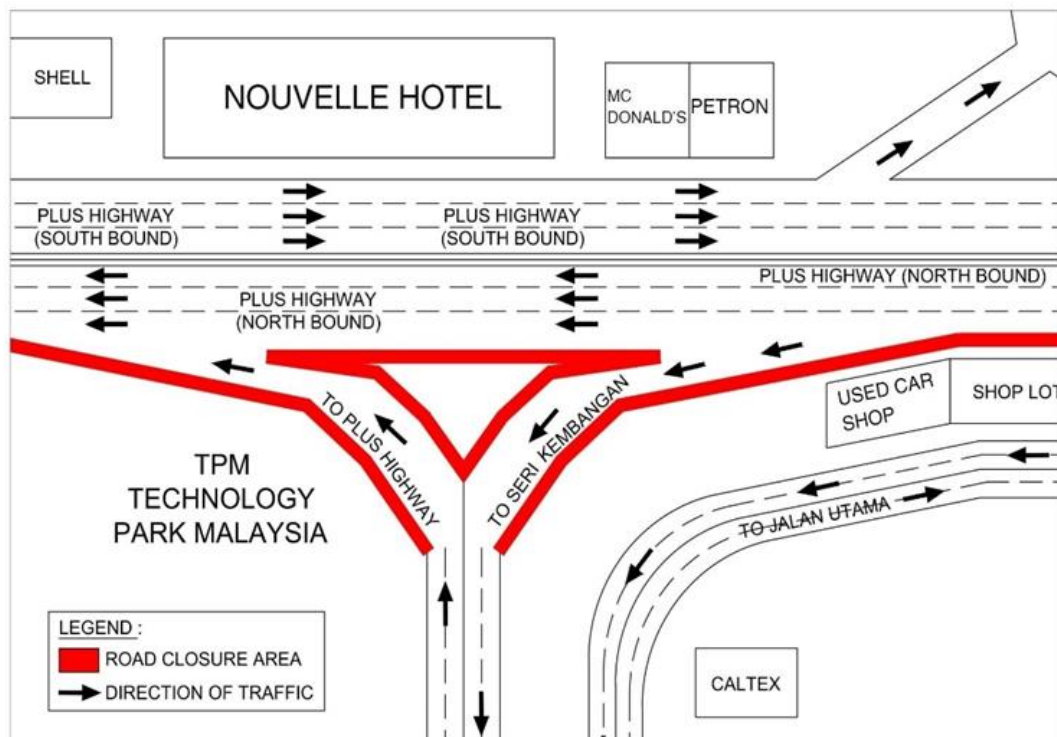 SHELL
NOUVELLE HOTEL
MC
DONALD'S
PETRON
PLUS HIGHWAY
(SOUTH BOUND)
PLUS HIGHWAY
(SOUTH BOUND)
PLUS HIGHWAY (NORTH BOUND)
PLUS HIGHWAY
(NORTH BOUND)
TO PLUS HIGHWAY
TO SERI KEMBANGAN
USED CAR
SHOP
SHOP LOT
TO JALAN UTAMA
TPM
TECHNOLOGY
PARK MALAYSIA
LEGEND :
ROAD CLOSURE AREA
DIRECTION OF TRAFFIC
CALTEX